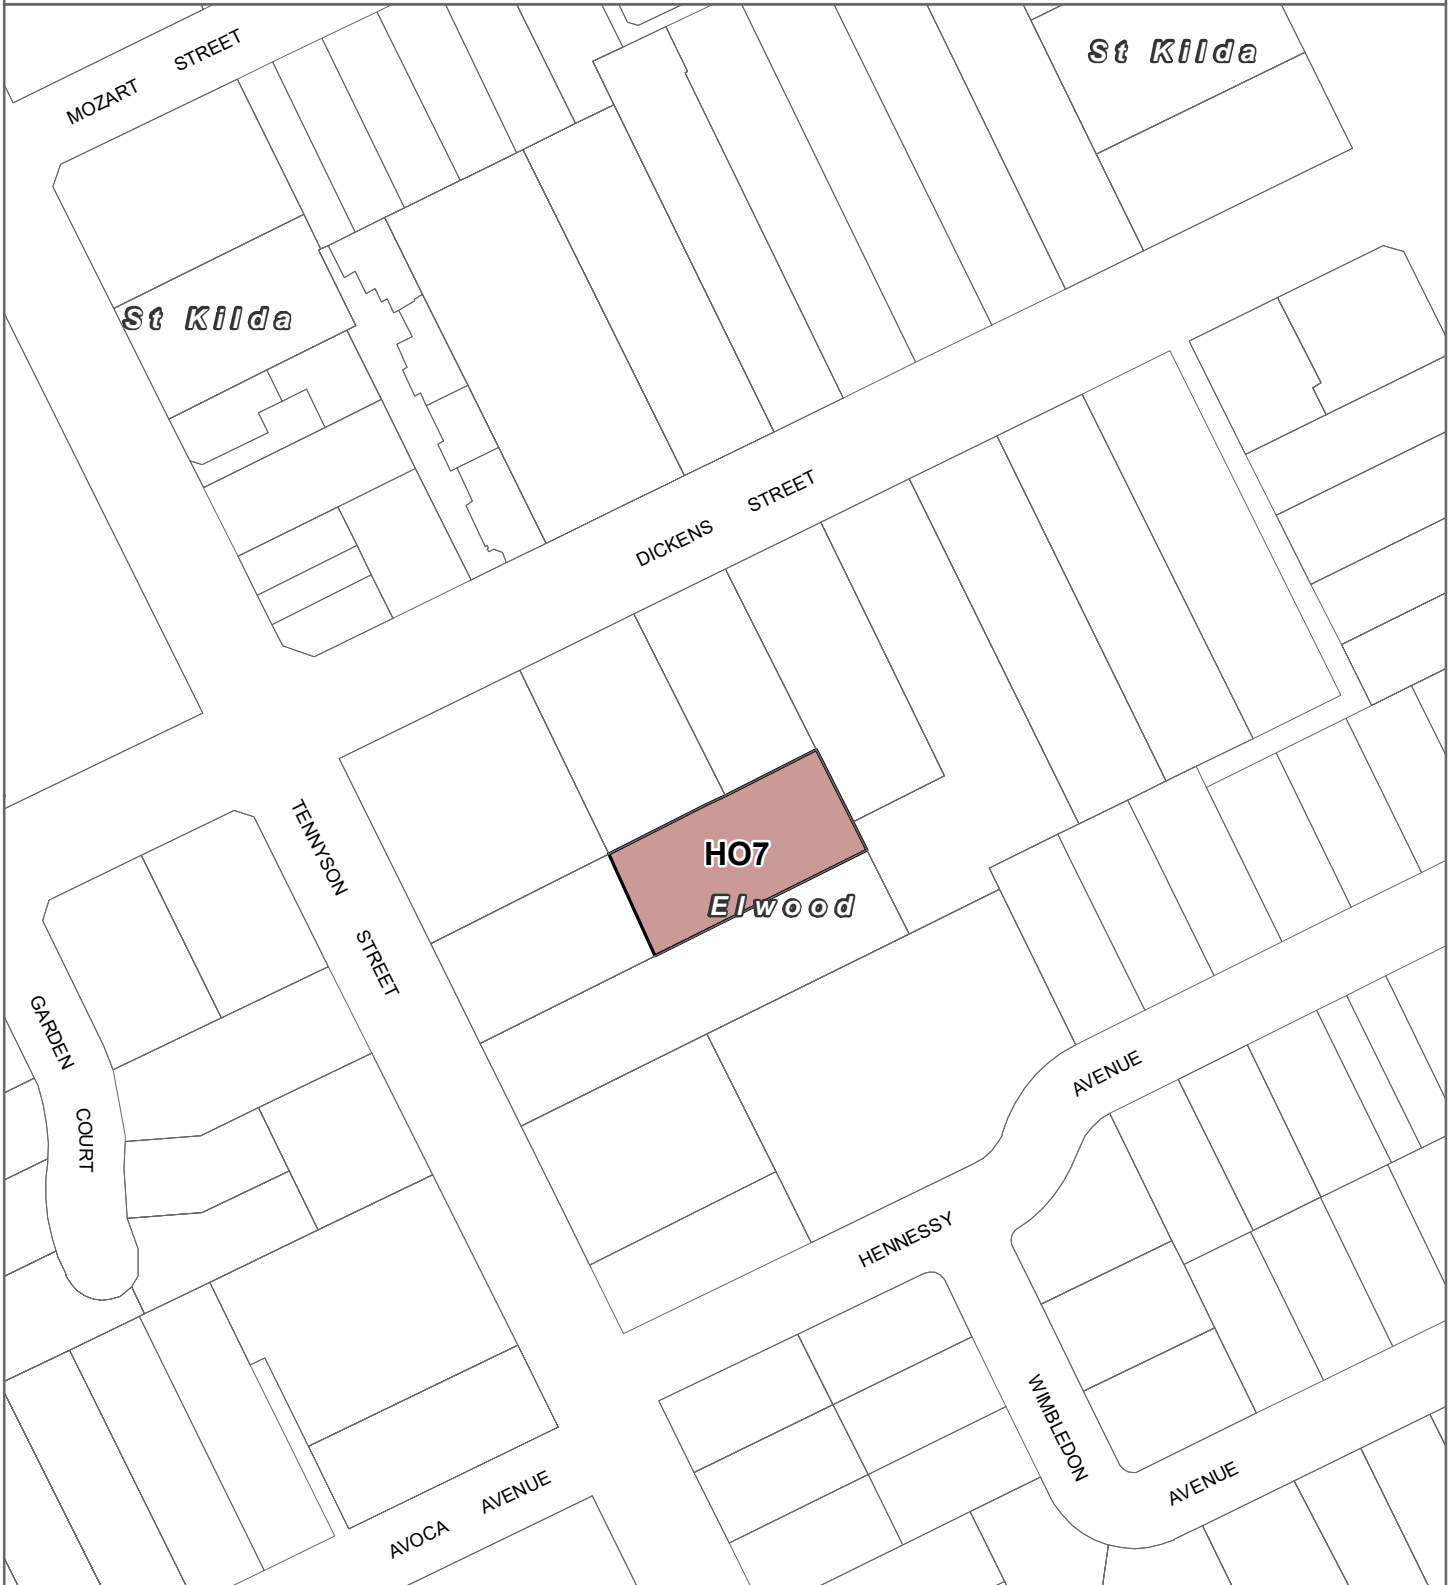 MOZART STREET
St Kilda
St Kilda
DICKENS STREET
TENNYSON STREET
HO7
Elwood
GARDEN COURT
AVENUE
HENNESSY
WIMBLEDON
AVENUE
AVOCA AVENUE